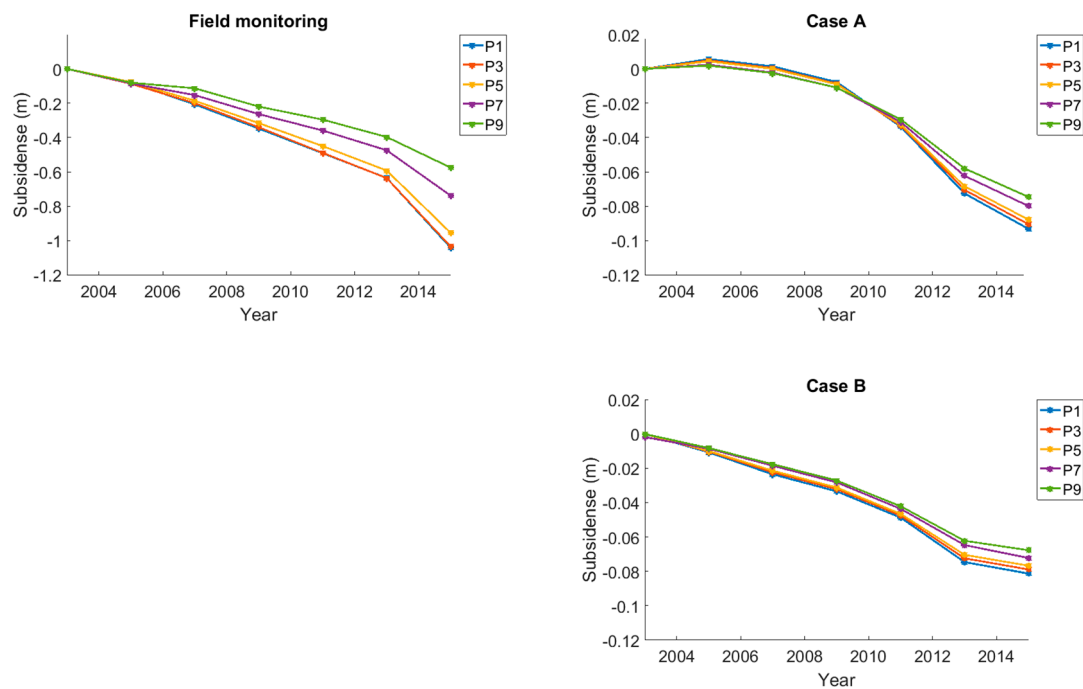 Field monitoring
0
-0.2
-0.4
-0.6
-0.8
-1
-1.2
Subsidense (m)
2004 2006 2008 2010 2012 2014
Year
P1
P3
P5
P7
P9
Case A
0.02
0
-0.02
-0.04
-0.06
-0.08
-0.1
-0.12
Subsidense (m)
2004 2006 2008 2010 2012 2014
Year
P1
P3
P5
P7
P9
Case B
0.02
0
-0.02
-0.04
-0.06
-0.08
-0.1
-0.12
Subsidense (m)
2004 2006 2008 2010 2012 2014
Year
P1
P3
P5
P7
P9